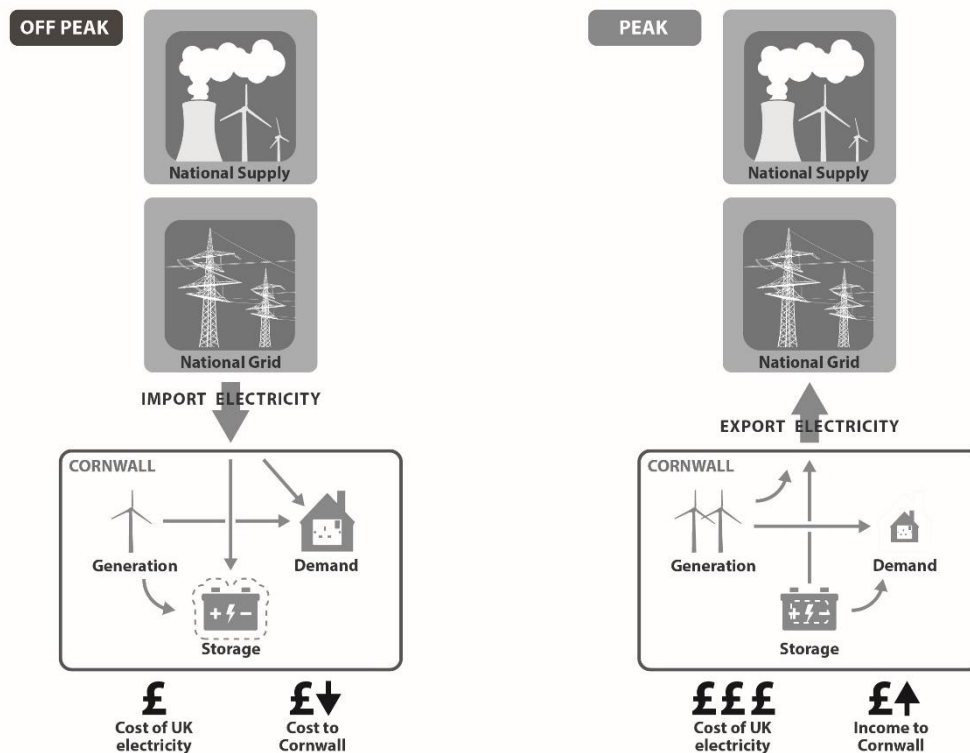 OFF PEAK
National Supply
National Grid
IMPORT ELECTRICITY
CORNWALL
Generation
Demand
+ −
Storage
£
Cost of UK
electricity
£
Cost to
Cornwall
PEAK
National Supply
National Grid
EXPORT ELECTRICITY
CORNWALL
Generation
Demand
+ −
Storage
£££
Cost of UK
electricity
£
Income to
Cornwall